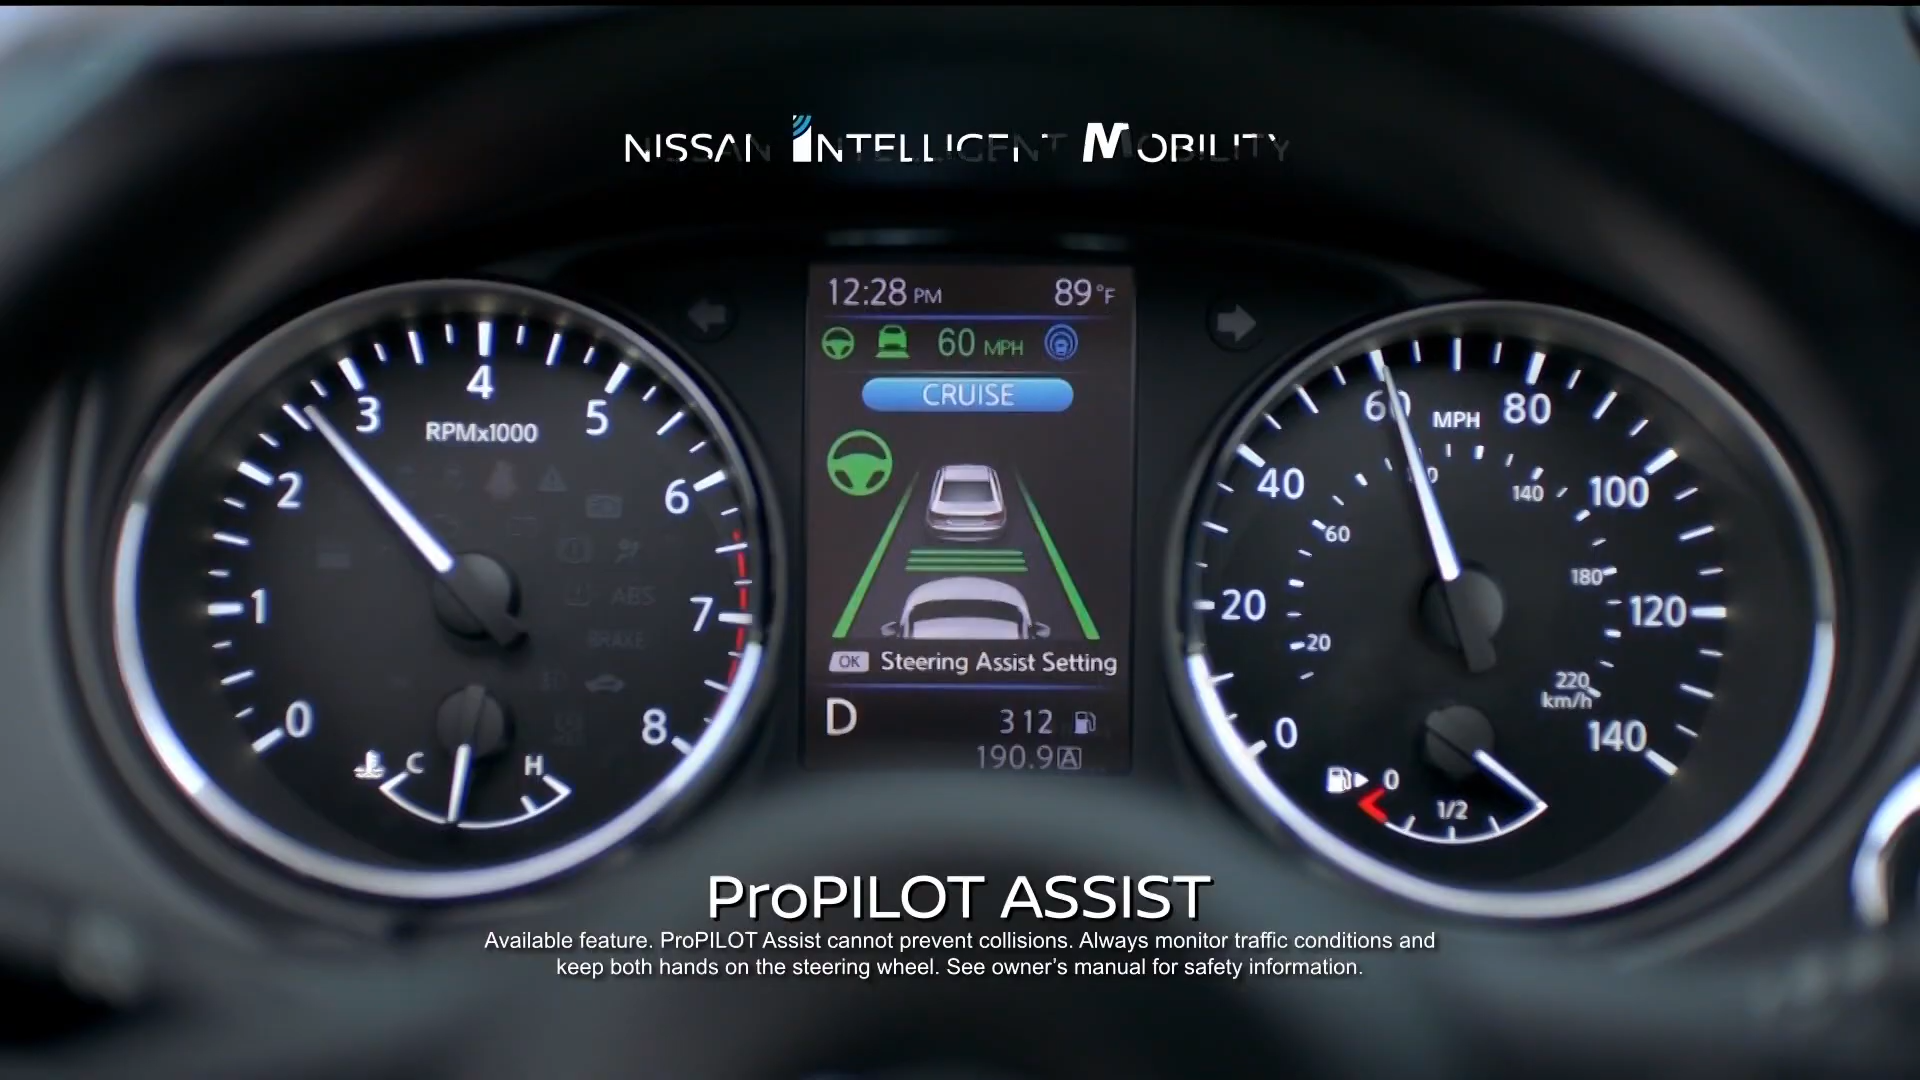 NISSAN INTELLIGENT MOBILITY
12:28 PM 89°F
60 MPH
CRUISE
OK Steering Assist Setting
D 312
190.9 A
0 1 2 3 4 5 6 7 8
RPMx1000
ABS
BRAKE
C H
0 20 40 60 80 100 120 140
MPH
20 60 140 180 220
km/h
0 1/2
ProPILOT ASSIST
Available feature. ProPILOT Assist cannot prevent collisions. Always monitor traffic conditions and
keep both hands on the steering wheel. See owner's manual for safety information.